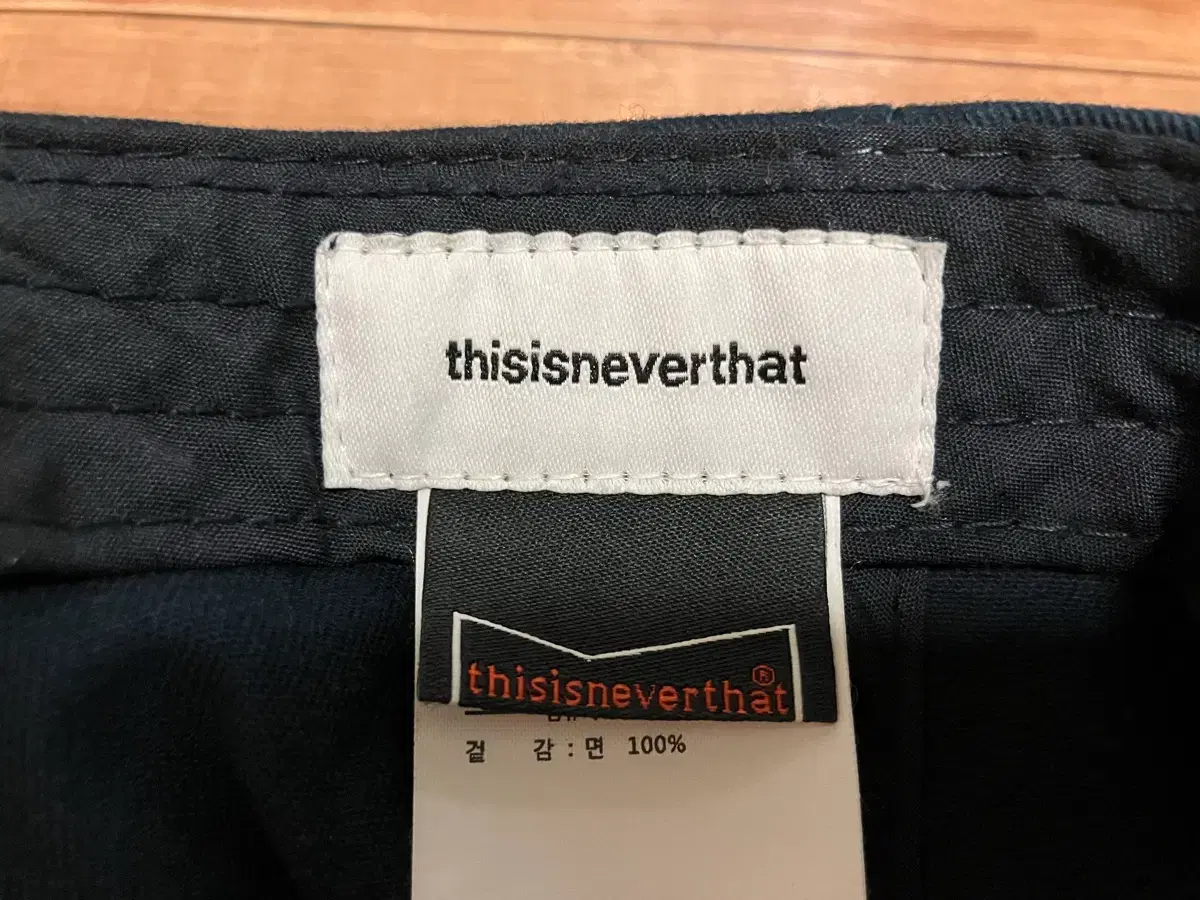 thisisneverthat
thisisneverthat®
겉 감 : 면 100%